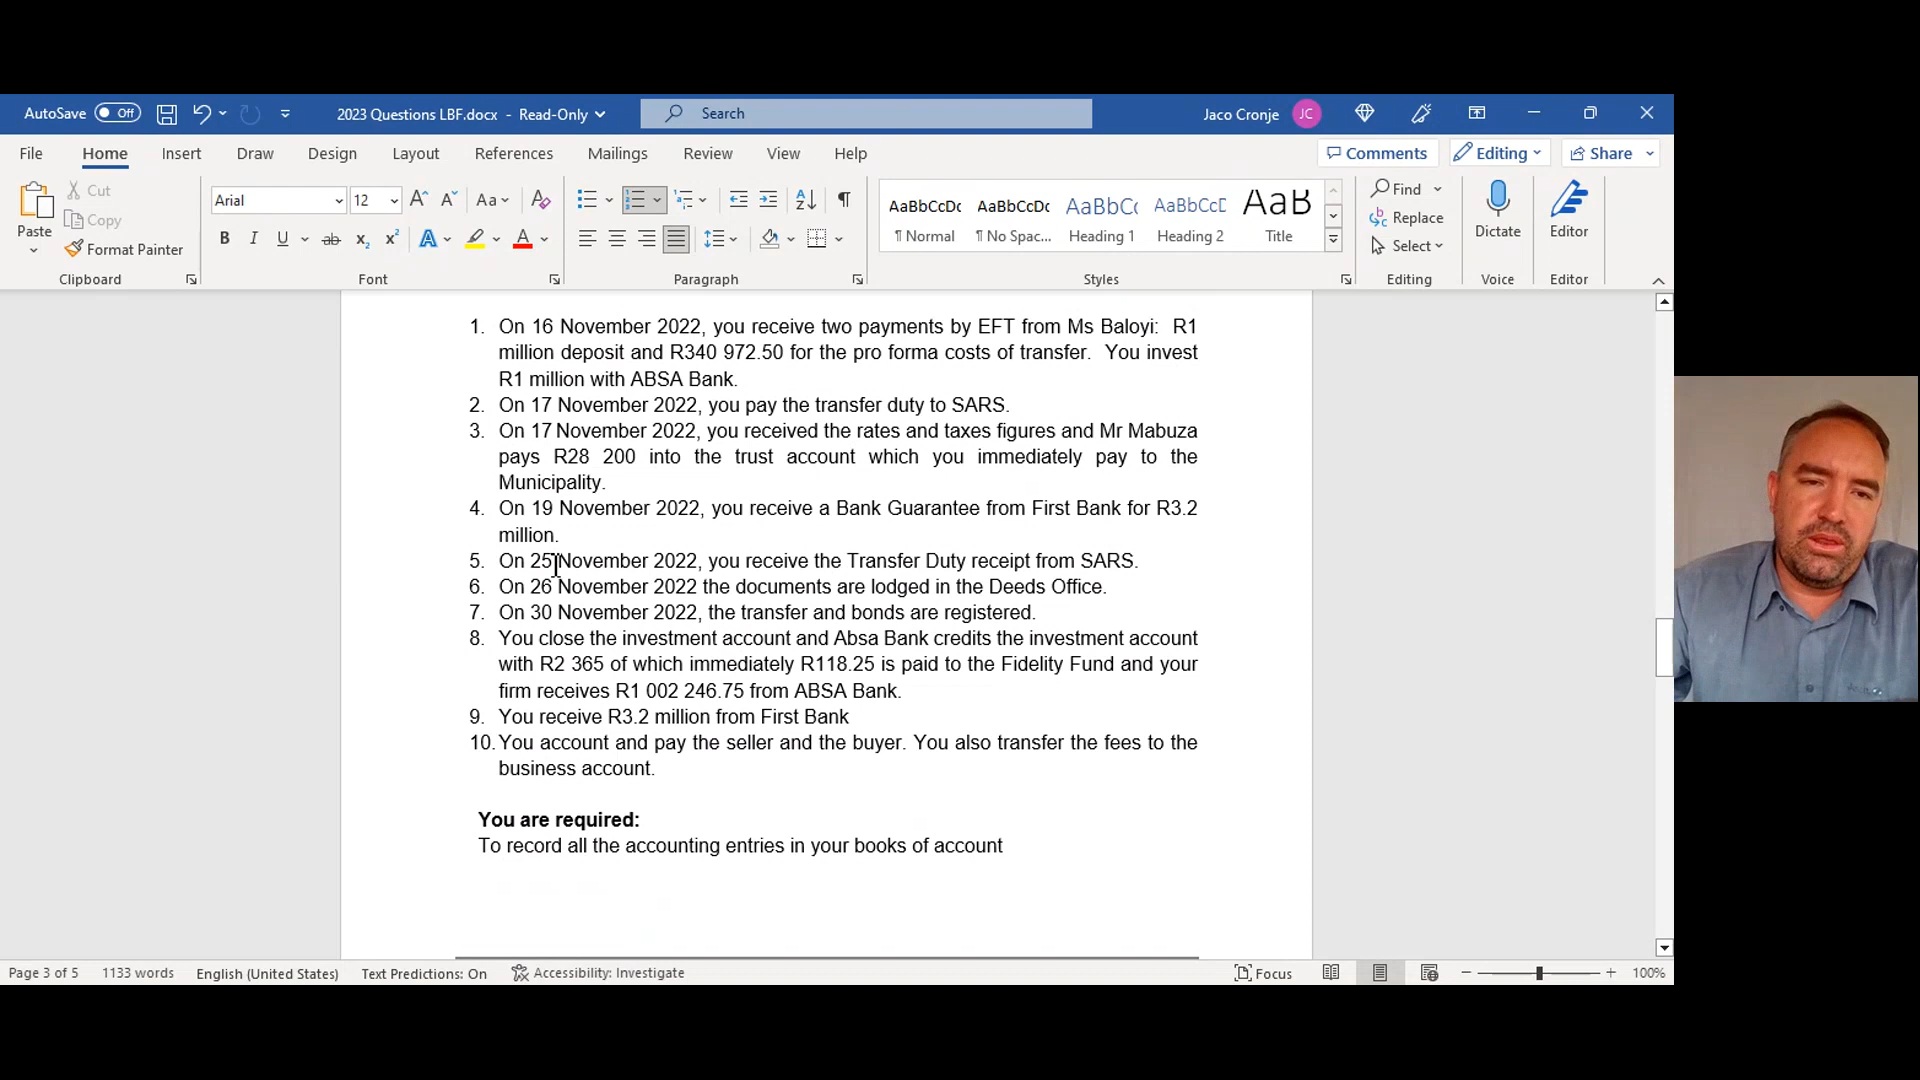 AutoSave Off 2023 Questions LBF.docx - Read-Only Search Jaco Cronje JC
File Home Insert Draw Design Layout References Mailings Review View Help Comments Editing Share
Paste Cut Copy Format Painter
Clipboard
Arial 12 A A Aa A
B I U ab x₂ x² A A
Font
Paragraph
AaBbCcDc AaBbCcDc AaBbCc AaBbCcD AaB
¶ Normal ¶ No Spac... Heading 1 Heading 2 Title
Styles
Find
Replace
Select
Editing
Dictate
Voice
Editor
Editor
1. On 16 November 2022, you receive two payments by EFT from Ms Baloyi: R1
million deposit and R340 972.50 for the pro forma costs of transfer. You invest
R1 million with ABSA Bank.
2. On 17 November 2022, you pay the transfer duty to SARS.
3. On 17 November 2022, you received the rates and taxes figures and Mr Mabuza
pays R28 200 into the trust account which you immediately pay to the
Municipality.
4. On 19 November 2022, you receive a Bank Guarantee from First Bank for R3.2
million.
5. On 25 November 2022, you receive the Transfer Duty receipt from SARS.
6. On 26 November 2022 the documents are lodged in the Deeds Office.
7. On 30 November 2022, the transfer and bonds are registered.
8. You close the investment account and Absa Bank credits the investment account
with R2 365 of which immediately R118.25 is paid to the Fidelity Fund and your
firm receives R1 002 246.75 from ABSA Bank.
9. You receive R3.2 million from First Bank
10. You account and pay the seller and the buyer. You also transfer the fees to the
business account.
You are required:
To record all the accounting entries in your books of account
Page 3 of 5 1133 words English (United States) Text Predictions: On Accessibility: Investigate Focus 100%